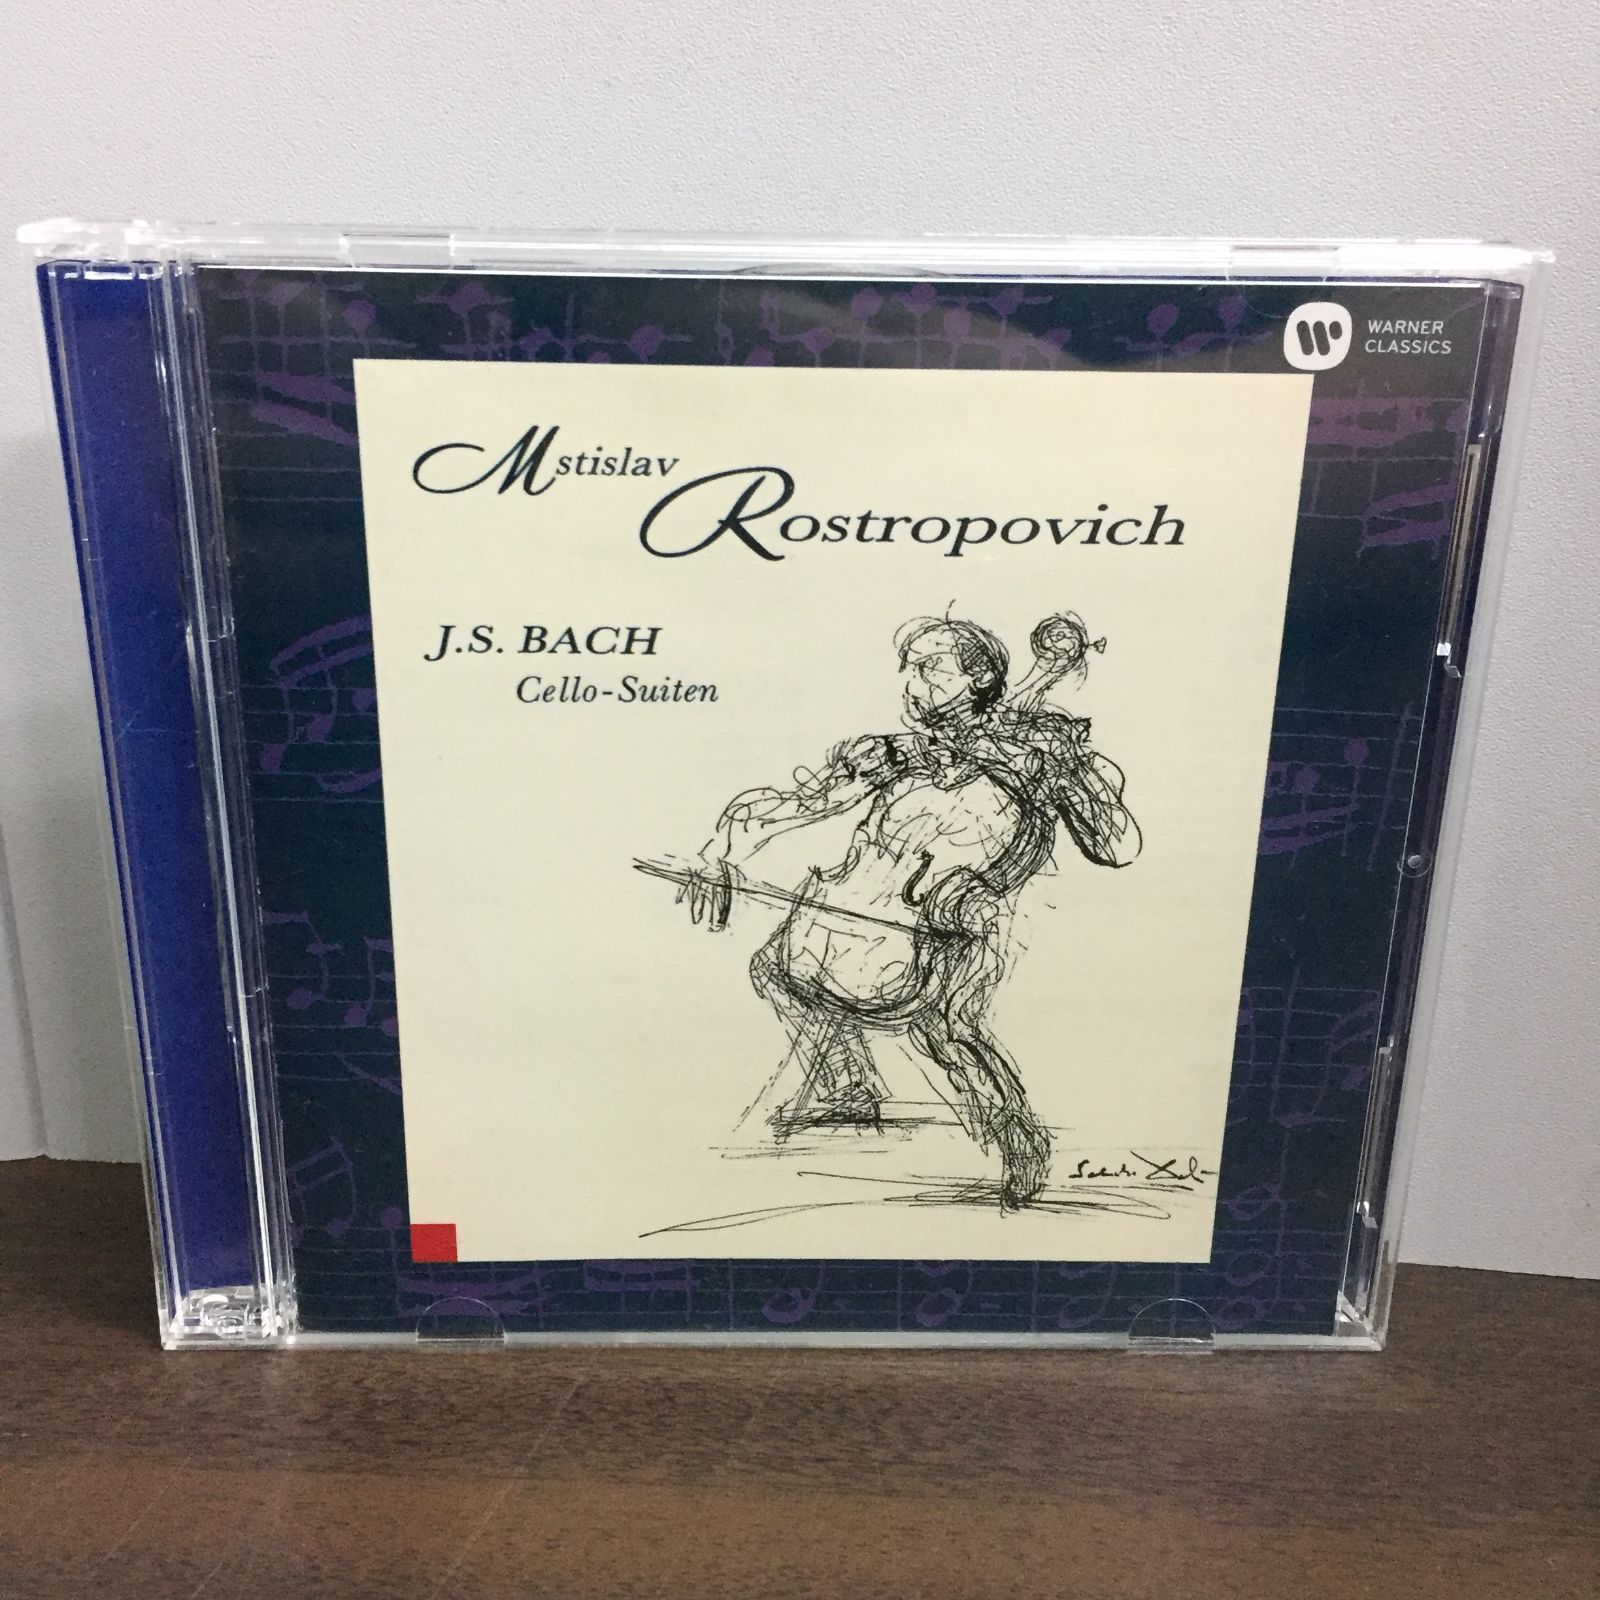 WARNER
CLASSICS
Mstislav
Rostropovich
J.S. BACH
Cello-Suiten